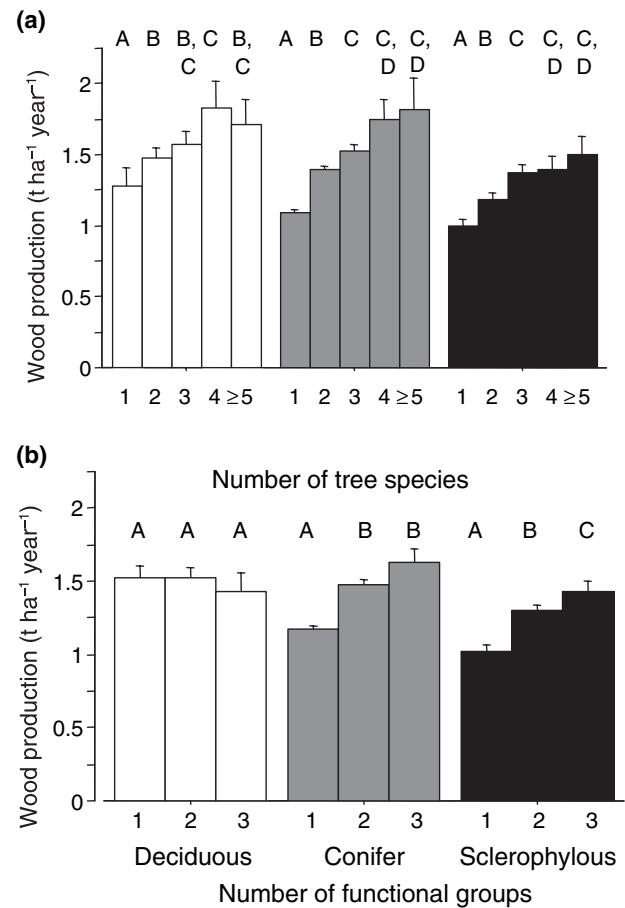 (a)
A B B, C B, A B C C, C, A B C C, C,
C C D D D D
Wood production (t ha⁻¹ year⁻¹)
2
1.5
1
0.5
0
1 2 3 4 ≥5 1 2 3 4 ≥5 1 2 3 4 ≥5
Number of tree species
(b)
A A A A B B A B C
Wood production (t ha⁻¹ year⁻¹)
2
1.5
1
0.5
0
1 2 3 1 2 3 1 2 3
Deciduous Conifer Sclerophylous
Number of functional groups